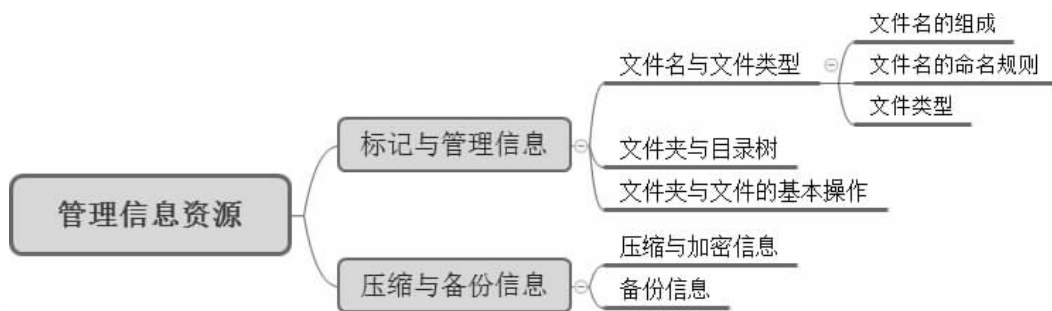 管理信息资源
标记与管理信息
文件名与文件类型
文件名的组成
文件名的命名规则
文件类型
文件夹与目录树
文件夹与文件的基本操作
压缩与备份信息
压缩与加密信息
备份信息